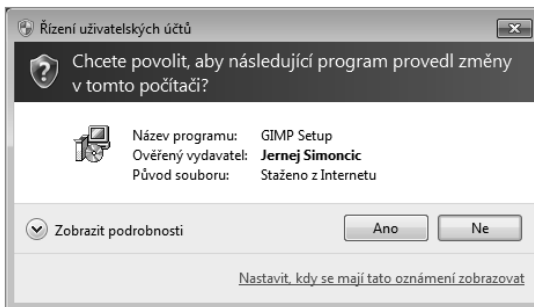 Řízení uživatelských účtů
Chcete povolit, aby následující program provedl změny
v tomto počítači?
Název programu: GIMP Setup
Ověřený vydavatel: Jernej Simoncic
Původ souboru: Staženo z Internetu
Zobrazit podrobnosti Ano Ne
Nastavit, kdy se mají tato oznámení zobrazovat